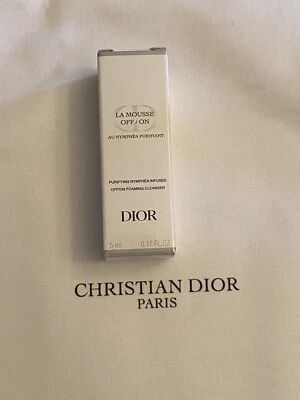 LA MOUSSE
OFF/ON
AU NYMPHÉA PURIFIANT
PURIFYING NYMPHÉA-INFUSED
OFF/ON FOAMING CLEANSER
DIOR
5 ml 0.17 FL.OZ
CHRISTIAN DIOR
PARIS